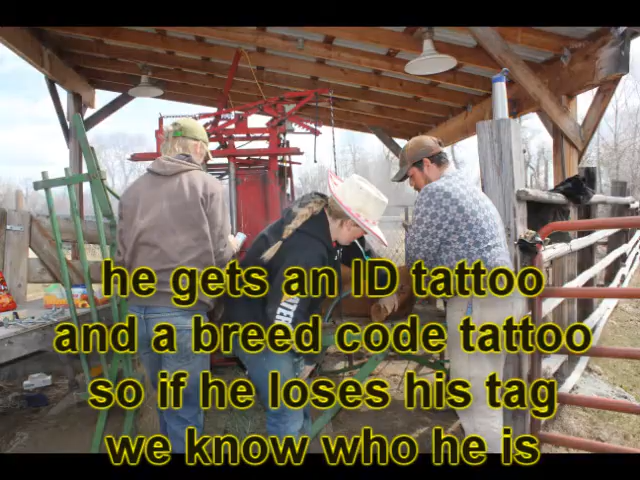 he gets an ID tattoo
and a breed code tattoo
so if he loses his tag
we know who he is